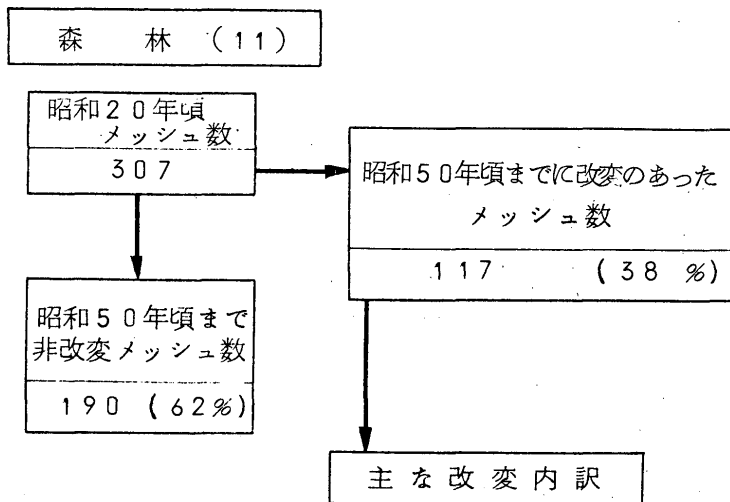 森林(11)
昭和20年頃
メッシュ数
307
昭和50年頃までに改変のあった
メッシュ数
117 (38 %)
昭和50年頃まで
非改変メッシュ数
190 (62%)
主な改変内訳